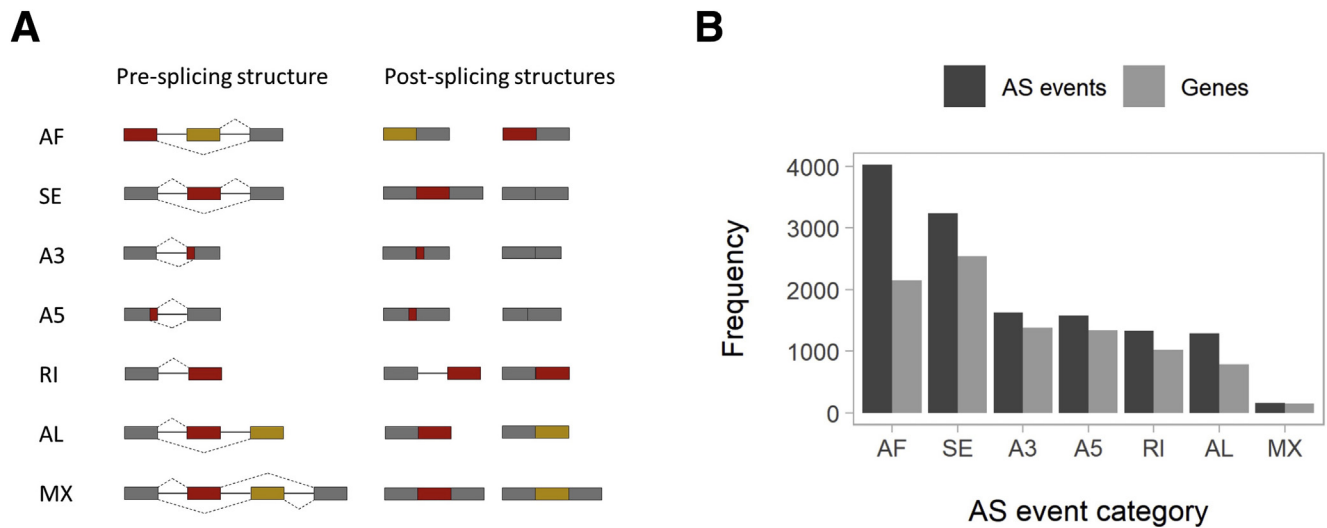 A
Pre-splicing structure
Post-splicing structures
AF
SE
A3
A5
RI
AL
MX
B
AS events
Genes
Frequency
4000
3000
2000
1000
0
AF SE A3 A5 RI AL MX
AS event category